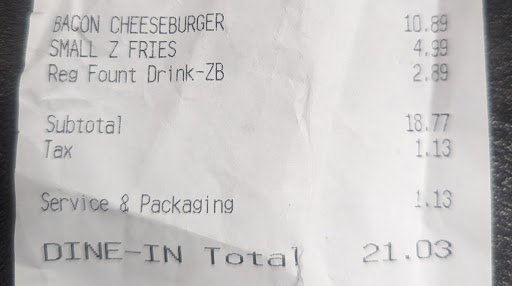 BACON CHEESEBURGER 10.89
SMALL Z FRIES 4.99
Reg Fount Drink-ZB 2.89
Subtotal 18.77
Tax 1.13
Service & Packaging 1.13
DINE-IN Total 21.03